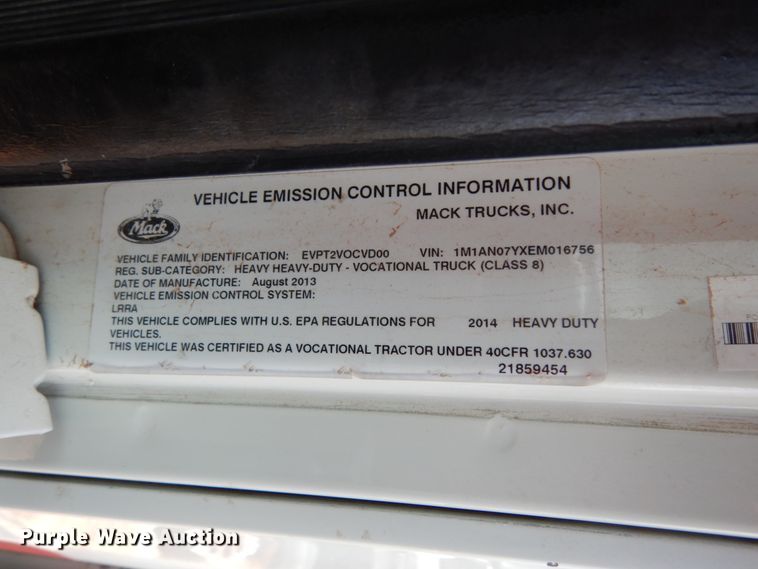 VEHICLE EMISSION CONTROL INFORMATION
Mack
MACK TRUCKS, INC.
VEHICLE FAMILY IDENTIFICATION: EVPT2VOCVD00 VIN: 1M1AN07YXEM016756
REG. SUB-CATEGORY: HEAVY HEAVY-DUTY - VOCATIONAL TRUCK (CLASS 8)
DATE OF MANUFACTURE: August 2013
VEHICLE EMISSION CONTROL SYSTEM:
LRRA
THIS VEHICLE COMPLIES WITH U.S. EPA REGULATIONS FOR 2014 HEAVY DUTY
VEHICLES.
THIS VEHICLE WAS CERTIFIED AS A VOCATIONAL TRACTOR UNDER 40CFR 1037.630
21859454
PC
Purple Wave Auction